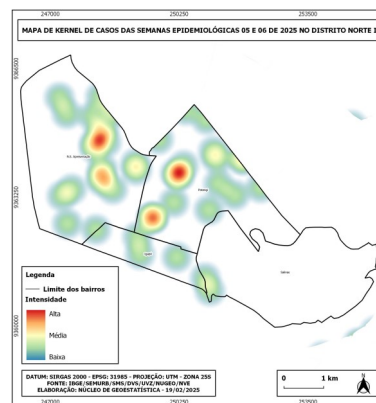 247000 250250 253500
MAPA DE KERNEL DE CASOS DAS SEMANAS EPIDEMIOLÓGICAS 05 E 06 DE 2025 NO DISTRITO NORTE I
9366500
9363250
9360000
Potengi
Redinha
Legenda
Limite dos bairros
Intensidade
Alta
Média
Baixa
DATUM: SIRGAS 2000 - EPSG: 31985 - PROJEÇÃO: UTM - ZONA 25S
FONTE: IBGE/SEMURB/SMS/DVS/UVZ/NUGEO/NVE
ELABORAÇÃO: NÚCLEO DE GEOESTATÍSTICA - 19/02/2025
0 1 km
247000 250250 253500